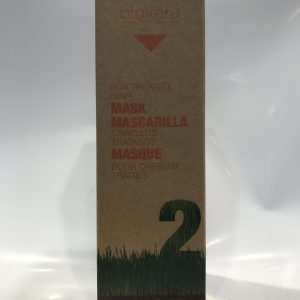 biokera
FOR TREATED
HAIR
MASK
MASCARILLA
CABELLOS
TRATADOS
MASQUE
POUR CHEVEUX
TRAITÉS
2